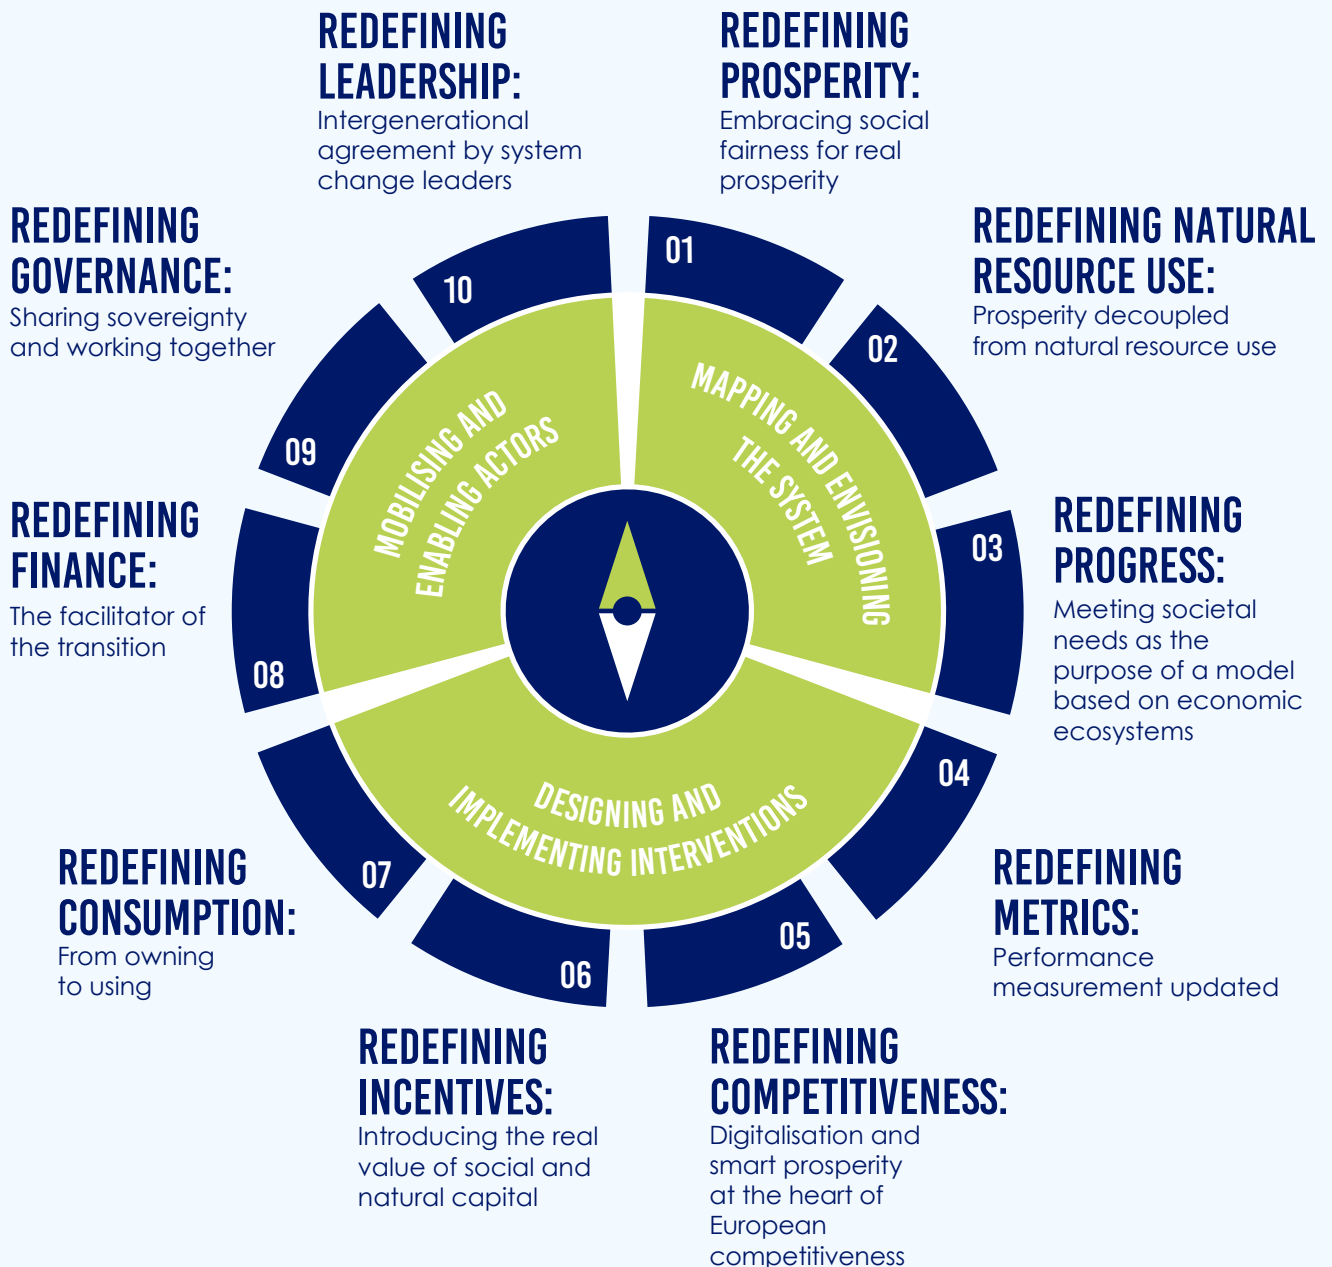 REDEFINING
LEADERSHIP:
Intergenerational
agreement by system
change leaders
REDEFINING
PROSPERITY:
Embracing social
fairness for real
prosperity
REDEFINING
GOVERNANCE:
Sharing sovereignty
and working together
REDEFINING NATURAL
RESOURCE USE:
Prosperity decoupled
from natural resource use
10
01
02
09
MOBILISING AND
ENABLING ACTORS
MAPPING AND ENVISIONING
THE SYSTEM
REDEFINING
FINANCE:
The facilitator of
the transition
REDEFINING
PROGRESS:
Meeting societal
needs as the
purpose of a model
based on economic
ecosystems
03
08
04
DESIGNING AND
IMPLEMENTING INTERVENTIONS
07
05
06
REDEFINING
CONSUMPTION:
From owning
to using
REDEFINING
METRICS:
Performance
measurement updated
REDEFINING
INCENTIVES:
Introducing the real
value of social and
natural capital
REDEFINING
COMPETITIVENESS:
Digitalisation and
smart prosperity
at the heart of
European
competitiveness